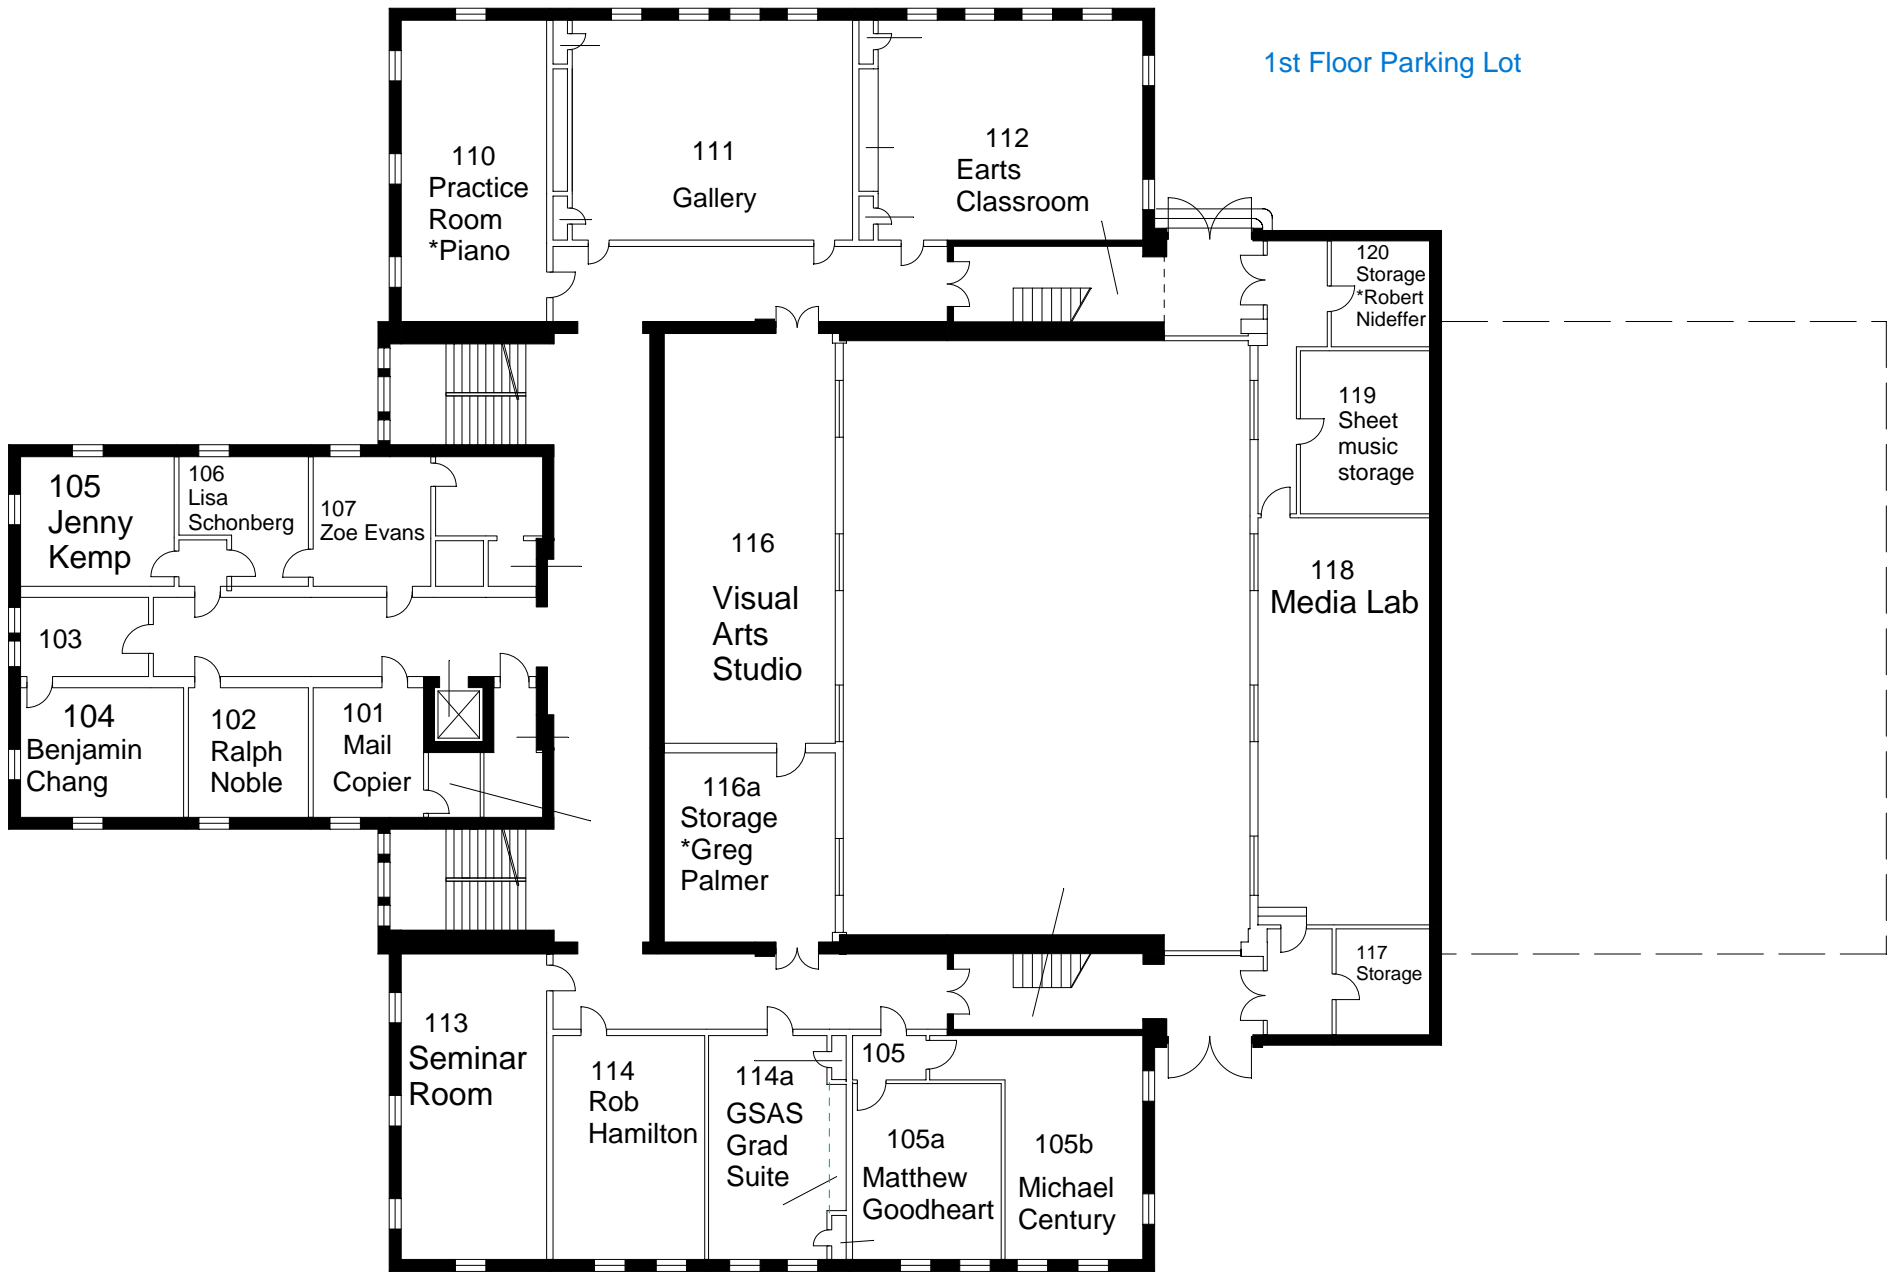 1st Floor Parking Lot
110
Practice
Room
*Piano
111
Gallery
112
Earts
Classroom
120
Storage
*Robert
Nideffer
119
Sheet
music
storage
105
Jenny
Kemp
106
Lisa
Schonberg
107
Zoe Evans
116
Visual
Arts
Studio
118
Media Lab
103
104
Benjamin
Chang
102
Ralph
Noble
101
Mail
Copier
116a
Storage
*Greg
Palmer
117
Storage
113
Seminar
Room
114
Rob
Hamilton
114a
GSAS
Grad
Suite
105
105a
Matthew
Goodheart
105b
Michael
Century